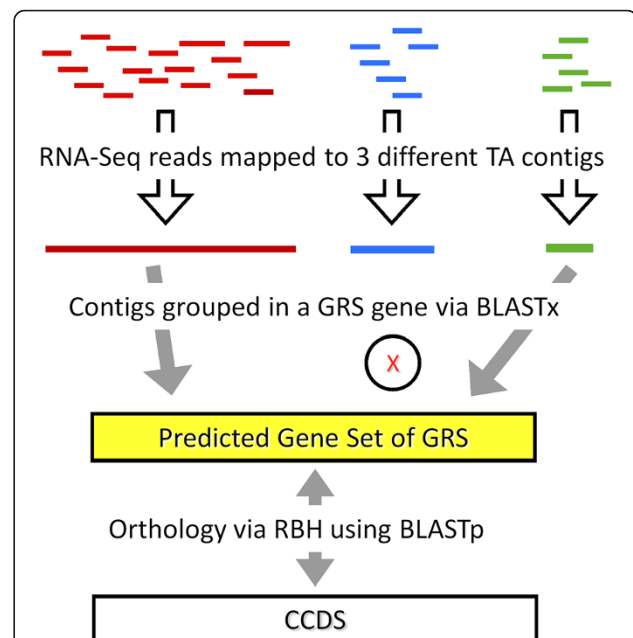 RNA-Seq reads mapped to 3 different TA contigs
Contigs grouped in a GRS gene via BLASTx
X
Predicted Gene Set of GRS
Orthology via RBH using BLASTp
CCDS